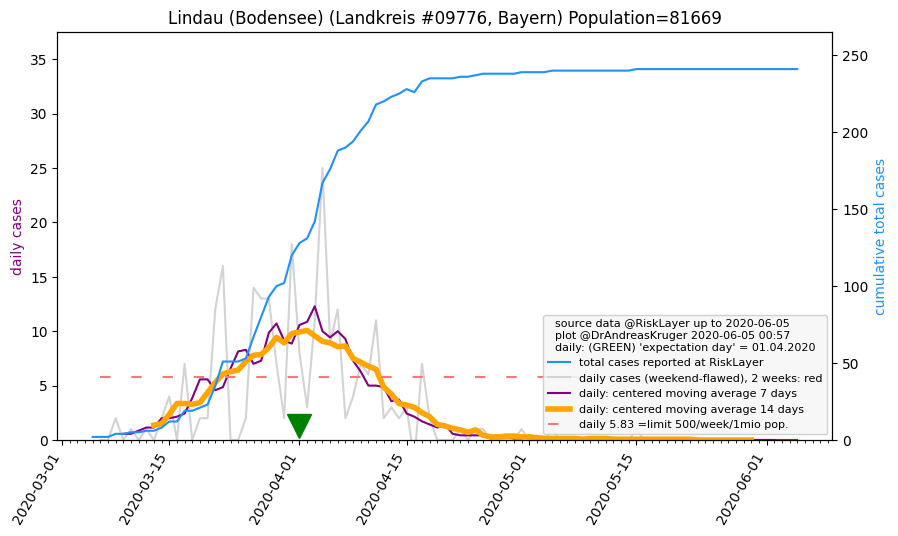 Lindau (Bodensee) (Landkreis #09776, Bayern) Population=81669
daily cases
35
30
25
20
15
10
5
0
cumulative total cases
250
200
150
100
50
0
source data @RiskLayer up to 2020-06-05
plot @DrAndreasKruger 2020-06-05 00:57
daily: (GREEN) 'expectation day' = 01.04.2020
total cases reported at RiskLayer
daily cases (weekend-flawed), 2 weeks: red
daily: centered moving average 7 days
daily: centered moving average 14 days
daily 5.83 =limit 500/week/1mio pop.
2020-03-01
2020-03-15
2020-04-01
2020-04-15
2020-05-01
2020-05-15
2020-06-01